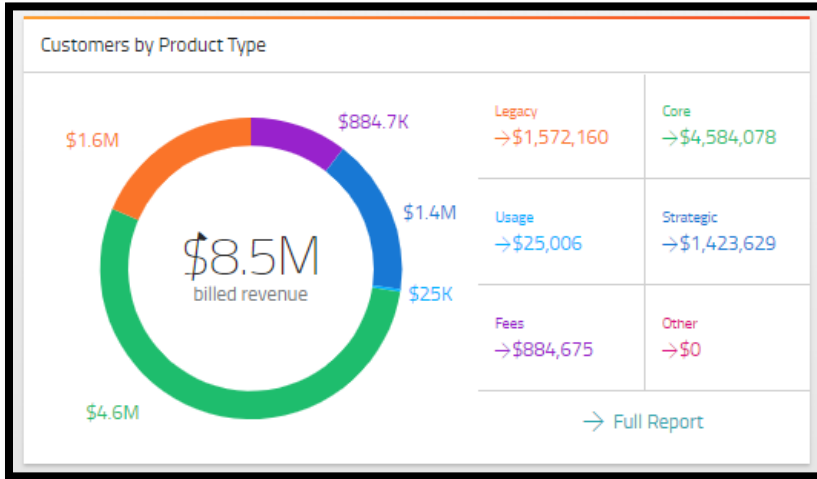 Customers by Product Type
$884.7K
$1.6M
$1.4M
$8.5M
billed revenue
$25K
$4.6M
Legacy
→$1,572,160
Core
→$4,584,078
Usage
→$25,006
Strategic
→$1,423,629
Fees
→$884,675
Other
→$0
→ Full Report